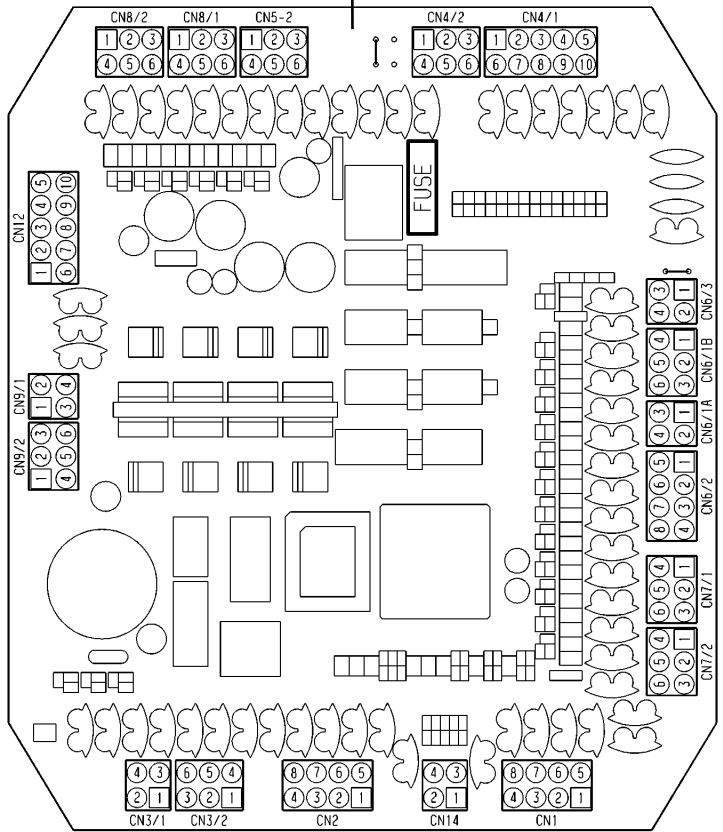 CN8/2 CN8/1 CN5-2 CN4/2 CN4/1
1 2 3 1 2 3 1 2 3 1 2 3 1 2 3 4 5
4 5 6 4 5 6 4 5 6 4 5 6 6 7 8 9 10
FUSE
CN12
5 10
4 9
3 8
2 7
1 6
CN6/3
3 1
4 2
CN6/1B
4 1
5 2
6 3
CN9/1
2 4
1 3
CN6/1A
3 1
4 2
CN9/2
3 6
2 5
1 4
CN6/2
5 1
6 2
7 3
8 4
CN7/1
4 1
5 2
6 3
CN7/2
4 1
5 2
6 3
4 3 6 5 4 8 7 6 5 4 3 8 7 6 5
2 1 3 2 1 4 3 2 1 2 1 4 3 2 1
CN3/1 CN3/2 CN2 CN14 CN1